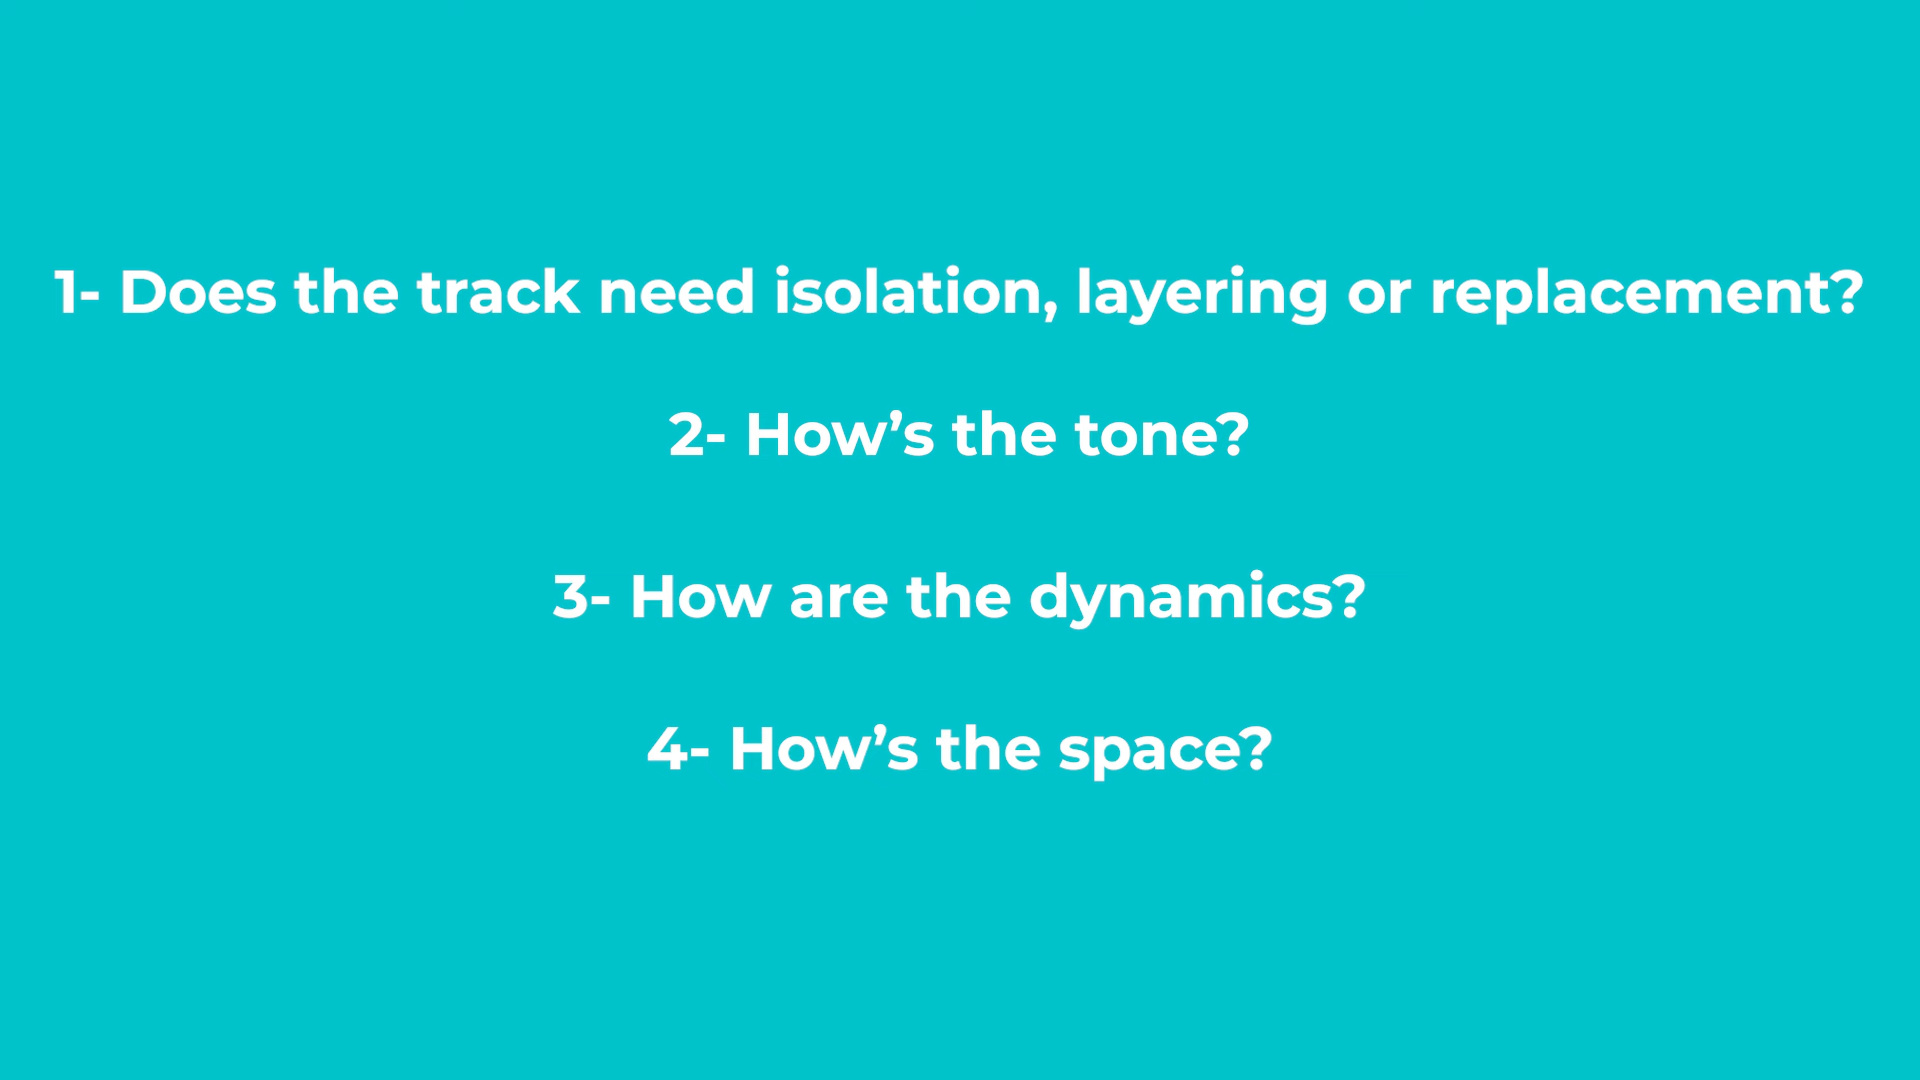 1- Does the track need isolation, layering or replacement?
2- How’s the tone?
3- How are the dynamics?
4- How’s the space?